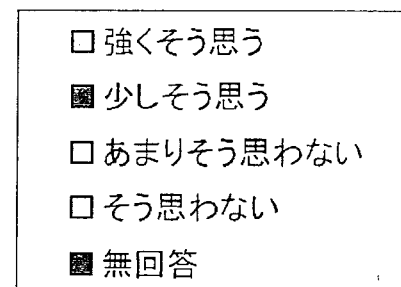 □ 強くそう思う
▩ 少しそう思う
□ あまりそう思わない
□ そう思わない
▩ 無回答